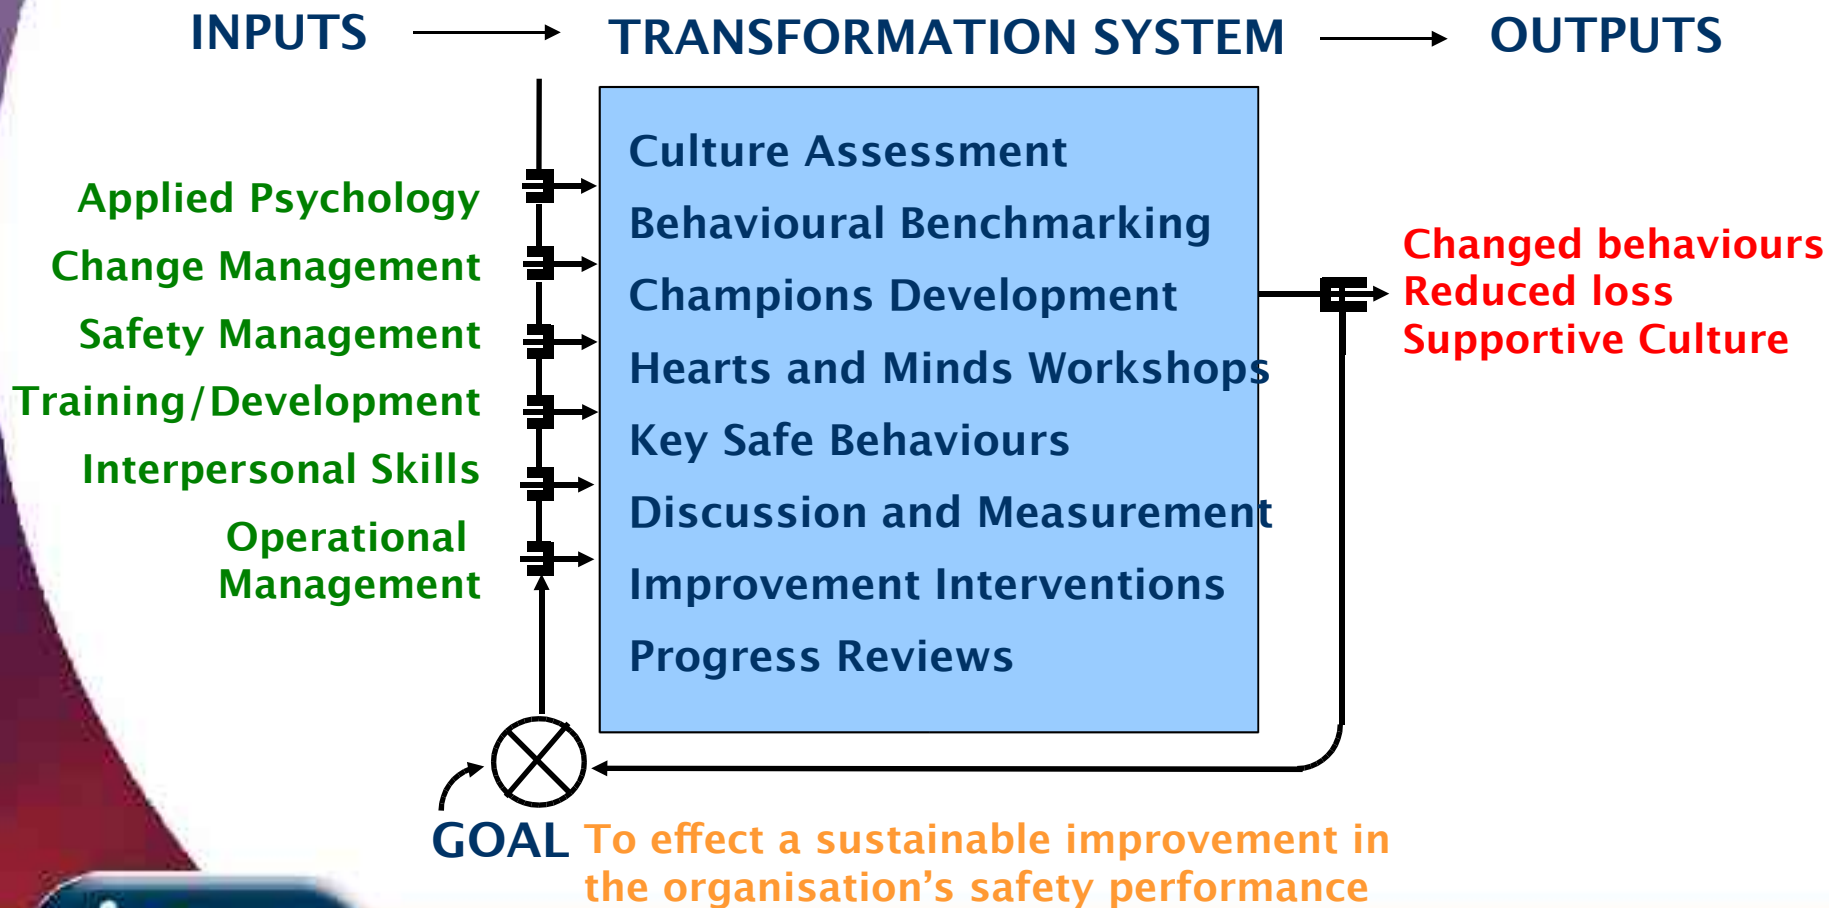 INPUTS
TRANSFORMATION SYSTEM
OUTPUTS
Applied Psychology
Change Management
Safety Management
Training/Development
Interpersonal Skills
Operational
Management
Culture Assessment
Behavioural Benchmarking
Champions Development
Hearts and Minds Workshops
Key Safe Behaviours
Discussion and Measurement
Improvement Interventions
Progress Reviews
Changed behaviours
Reduced loss
Supportive Culture
GOAL To effect a sustainable improvement in
the organisation’s safety performance